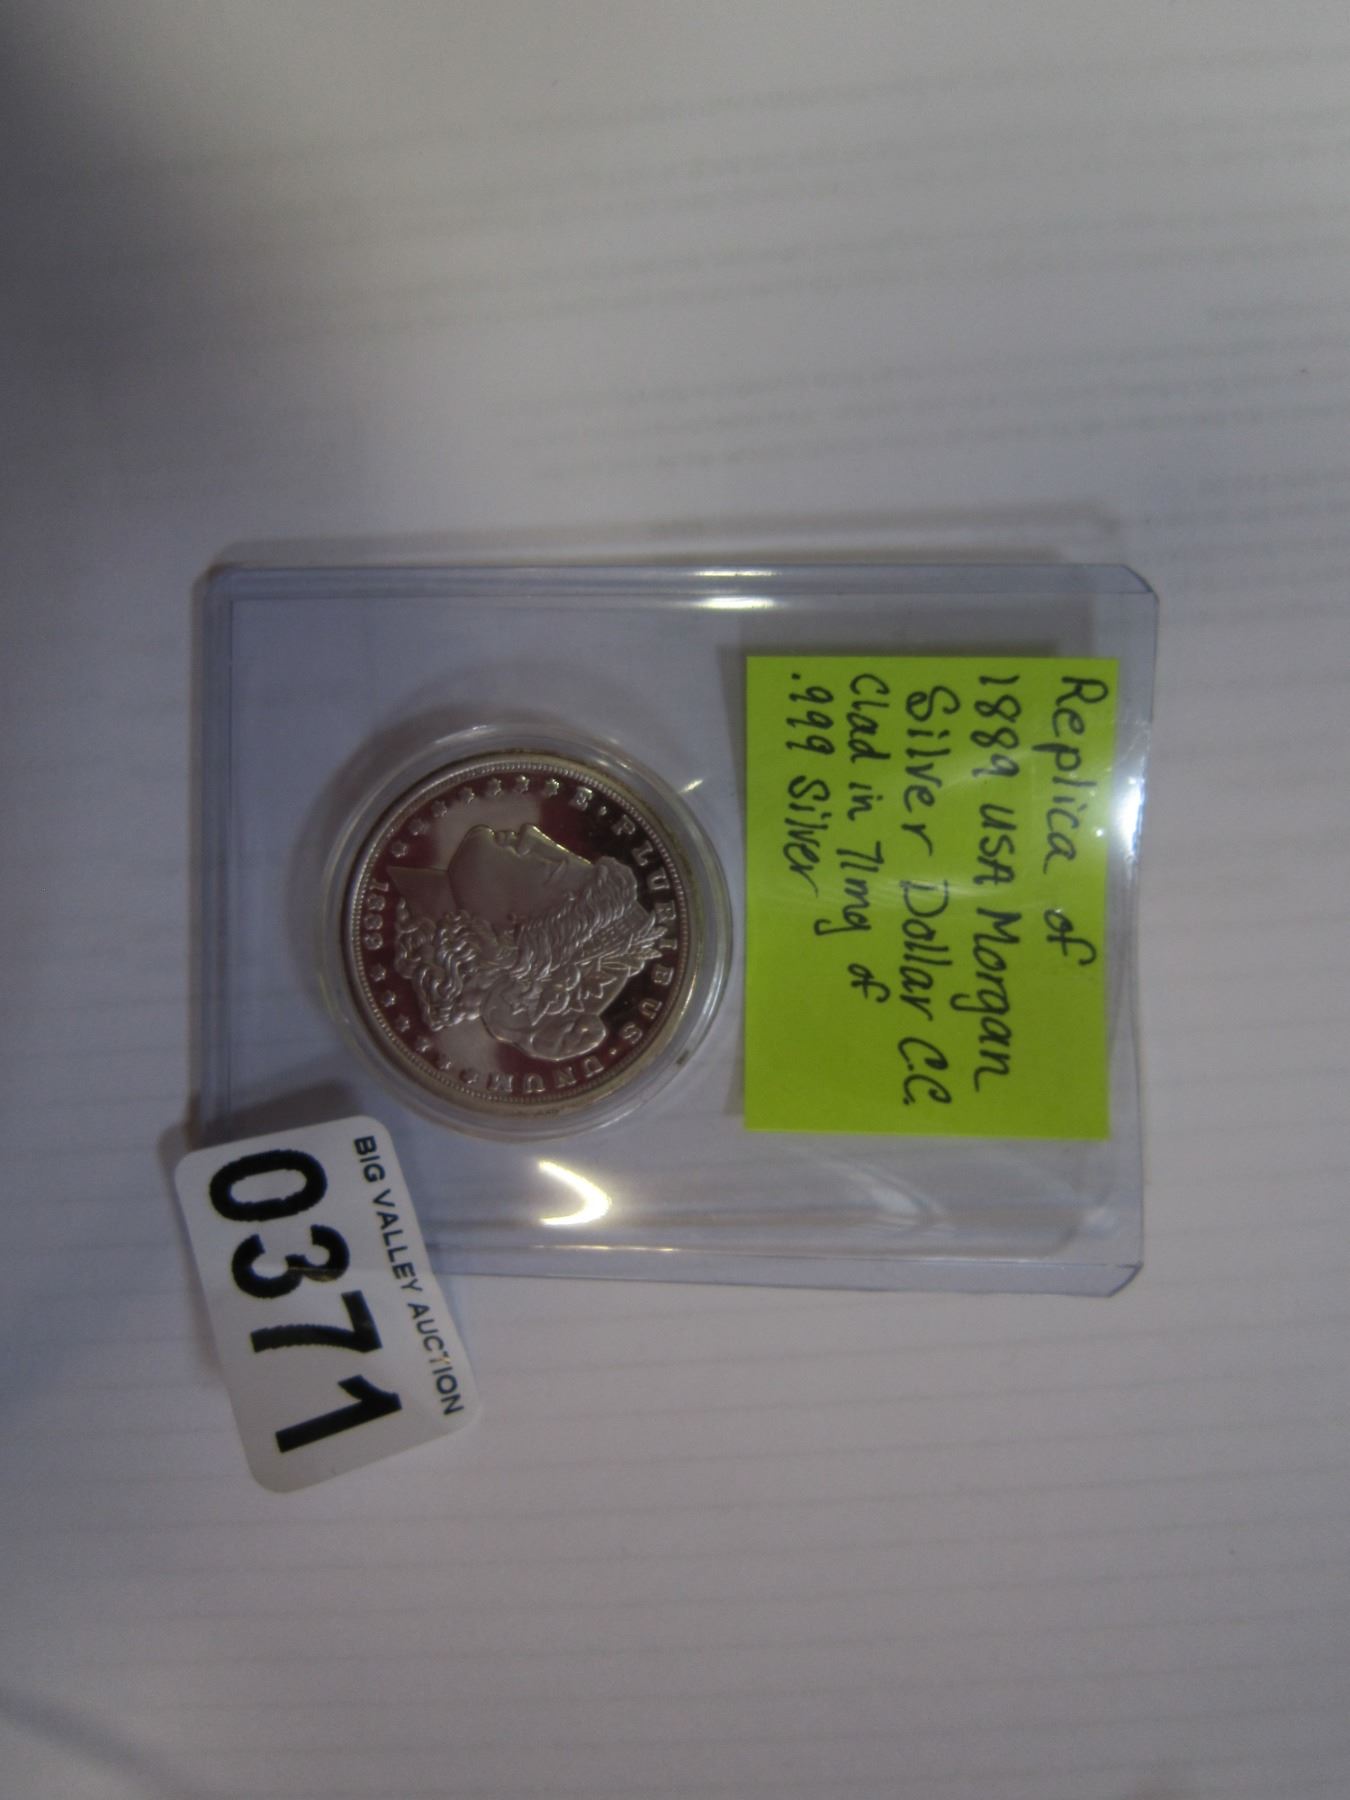 Replica of
1889 USA Morgan
Silver Dollar C.C.
Clad in 71mg of
.999 Silver
E · PLURIBUS · UNUM
1889
BIG VALLEY AUCTION
0371